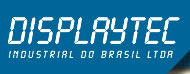 DISPLAYTEC
INDUSTRIAL DO BRASIL LTDA